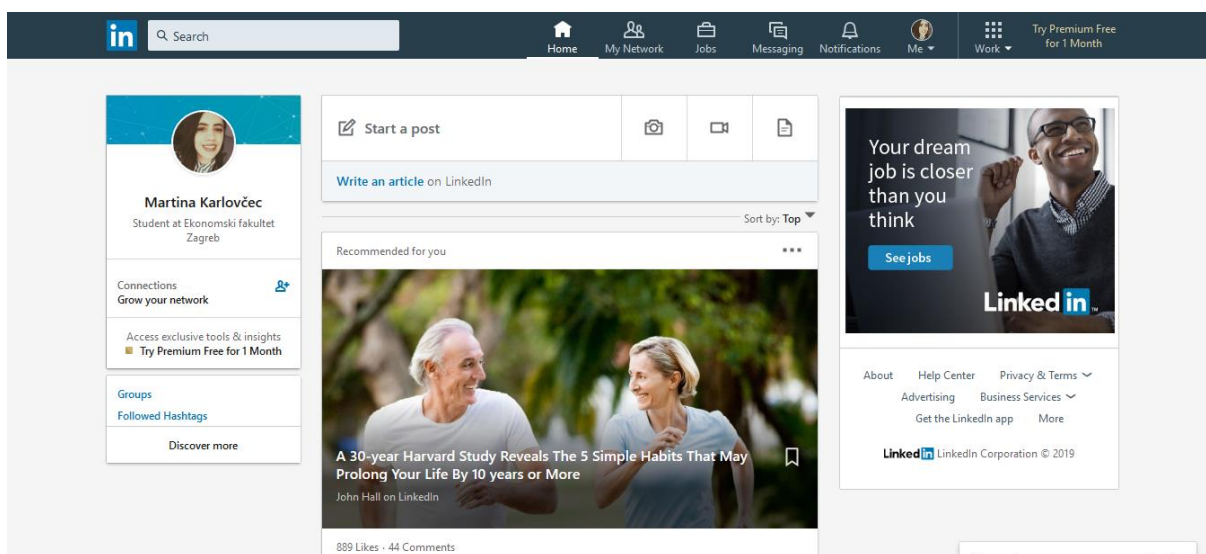 in
Search
Home
My Network
Jobs
Messaging
Notifications
Me
Work
Try Premium Free
for 1 Month
Martina Karlovčec
Student at Ekonomski fakultet
Zagreb
Connections
Grow your network
Access exclusive tools & insights
Try Premium Free for 1 Month
Groups
Followed Hashtags
Discover more
Start a post
Write an article on LinkedIn
Sort by: Top
Recommended for you
A 30-year Harvard Study Reveals The 5 Simple Habits That May
Prolong Your Life By 10 years or More
John Hall on LinkedIn
889 Likes · 44 Comments
Your dream
job is closer
than you
think
See jobs
Linked in
About Help Center Privacy & Terms
Advertising Business Services
Get the LinkedIn app More
Linked in LinkedIn Corporation © 2019